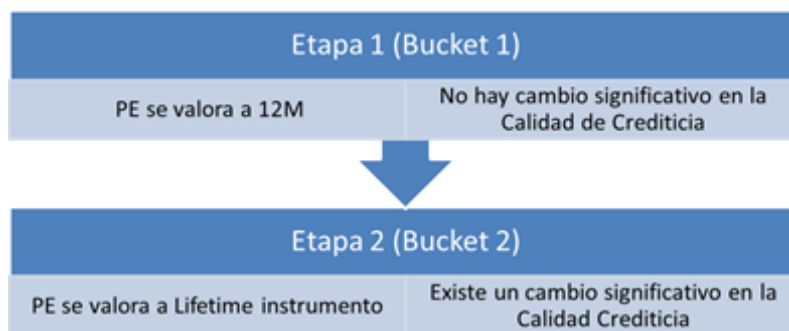 Etapa 1 (Bucket 1)
PE se valora a 12M
No hay cambio significativo en la
Calidad de Crediticia
Etapa 2 (Bucket 2)
PE se valora a Lifetime instrumento
Existe un cambio significativo en la
Calidad Crediticia